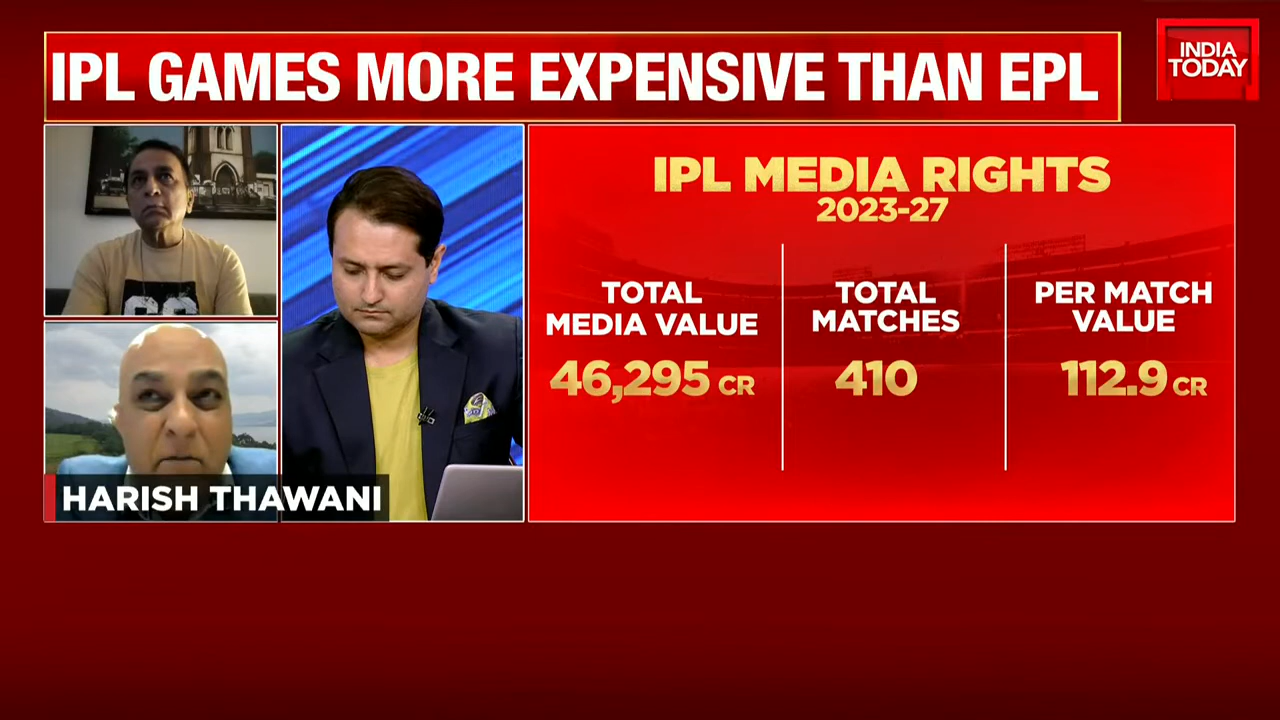 IPL GAMES MORE EXPENSIVE THAN EPL
INDIA
TODAY
IPL MEDIA RIGHTS
2023-27
TOTAL
MEDIA VALUE
46,295 CR
TOTAL
MATCHES
410
PER MATCH
VALUE
112.9 CR
HARISH THAWANI